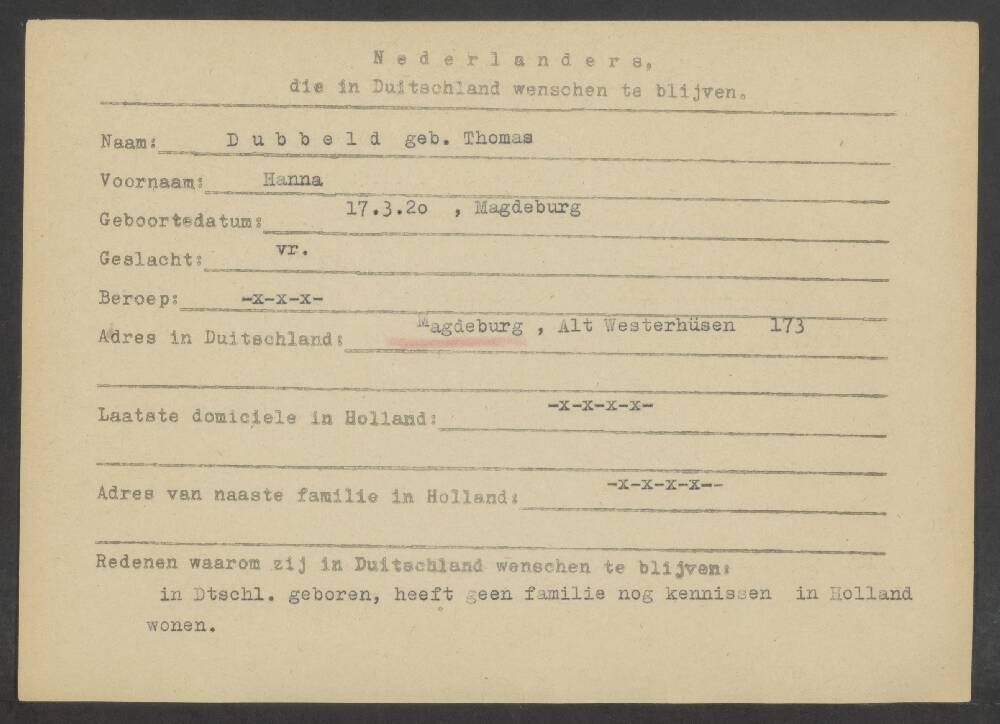 N e d e r l a n d e r s,
die in Duitschland wenschen te blijven.
Naam: D u b b e l d geb. Thomas
Voornaam: Hanna
Geboortedatum: 17.3.2o , Magdeburg
Geslacht: vr.
Beroep: -x-x-x-
Adres in Duitschland: Magdeburg , Alt Westerhüsen 173
Laatste domiciele in Holland: -x-x-x-x-
Adres van naaste familie in Holland: -x-x-x-x--
Redenen waarom zij in Duitschland wenschen te blijven:
in Dtschl. geboren, heeft geen familie nog kennissen in Holland
wonen.